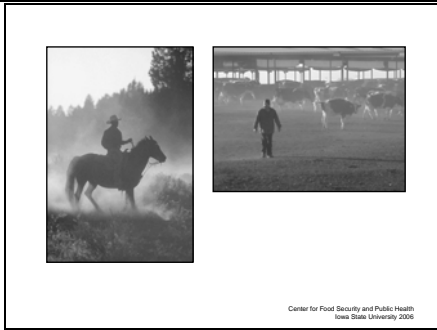 Center for Food Security and Public Health
Iowa State University 2006